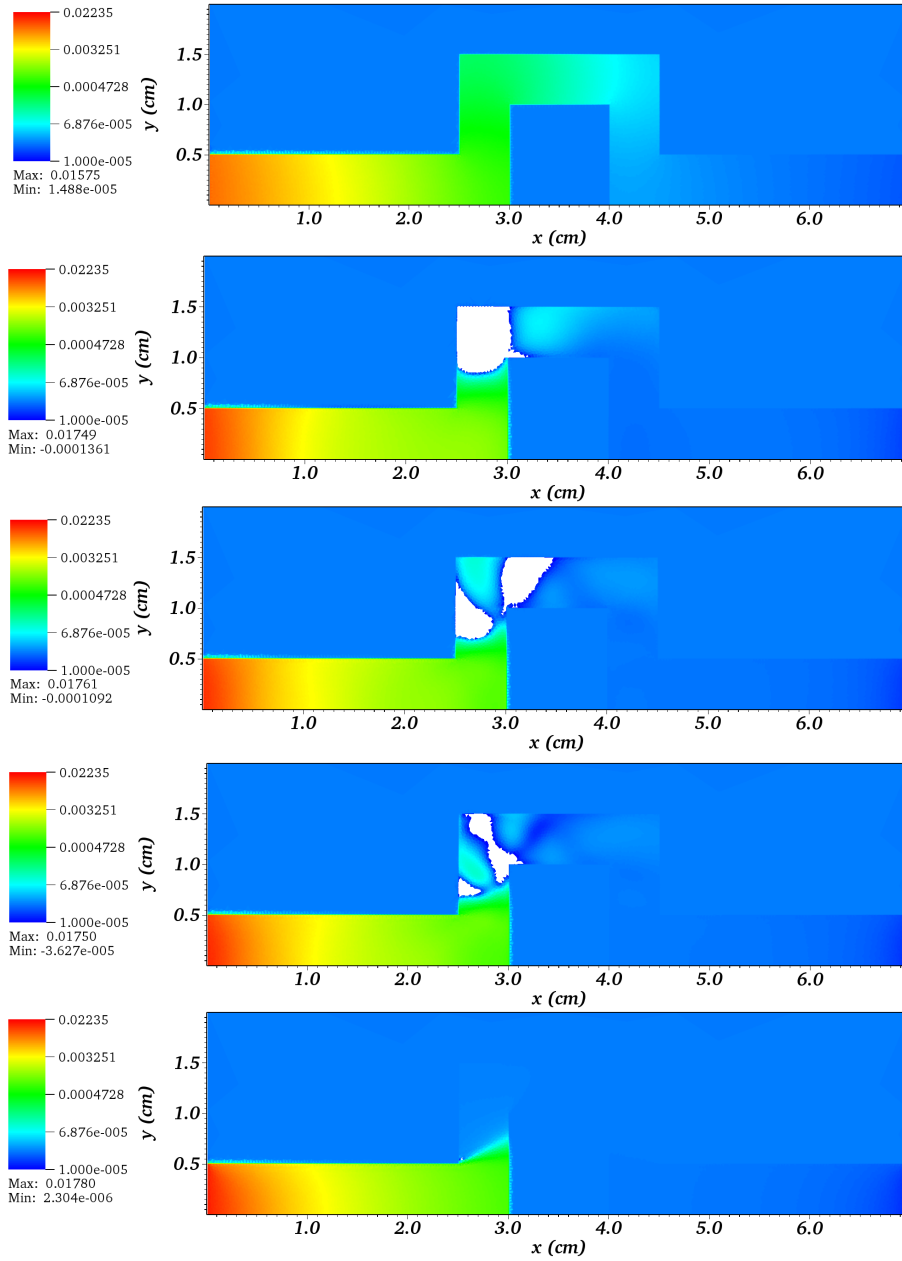 0.02235
0.003251
0.0004728
6.876e-005
1.000e-005
Max: 0.01575
Min: 1.488e-005
y (cm)
1.5
1.0
0.5
1.0 2.0 3.0 4.0 5.0 6.0
x (cm)
0.02235
0.003251
0.0004728
6.876e-005
1.000e-005
Max: 0.01749
Min: -0.0001361
y (cm)
1.5
1.0
0.5
1.0 2.0 3.0 4.0 5.0 6.0
x (cm)
0.02235
0.003251
0.0004728
6.876e-005
1.000e-005
Max: 0.01761
Min: -0.0001092
y (cm)
1.5
1.0
0.5
1.0 2.0 3.0 4.0 5.0 6.0
x (cm)
0.02235
0.003251
0.0004728
6.876e-005
1.000e-005
Max: 0.01750
Min: -3.627e-005
y (cm)
1.5
1.0
0.5
1.0 2.0 3.0 4.0 5.0 6.0
x (cm)
0.02235
0.003251
0.0004728
6.876e-005
1.000e-005
Max: 0.01780
Min: 2.304e-006
y (cm)
1.5
1.0
0.5
1.0 2.0 3.0 4.0 5.0 6.0
x (cm)